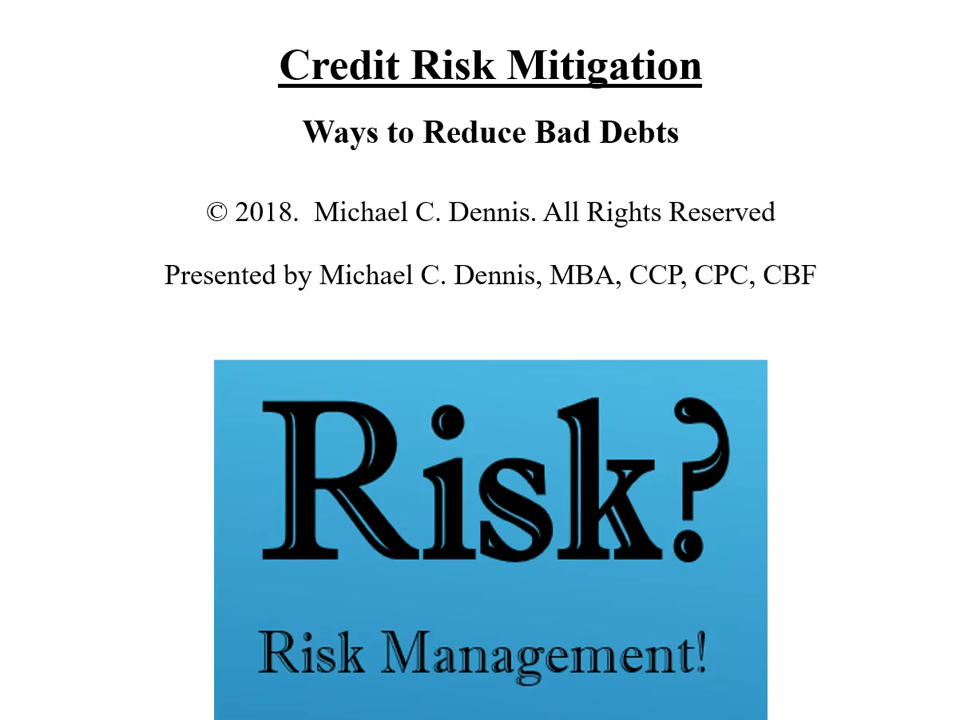 Credit Risk Mitigation
Ways to Reduce Bad Debts
© 2018.  Michael C. Dennis. All Rights Reserved
Presented by Michael C. Dennis, MBA, CCP, CPC, CBF
Risk?
Risk Management!